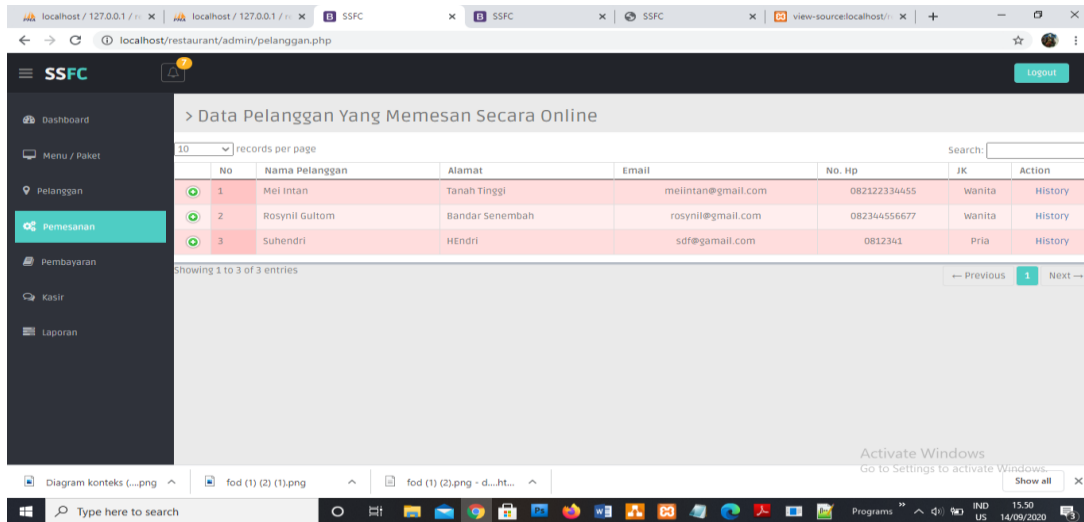 localhost / 127.0.0.1 / localhost / 127.0.0.1 / SSFC SSFC SSFC view-source:localhost/
localhost/restaurant/admin/pelanggan.php
SSFC 7 Logout
Dashboard
Menu / Paket
Pelanggan
Pemesanan
Pembayaran
Kasir
Laporan
> Data Pelanggan Yang Memesan Secara Online
10 records per page Search:
No Nama Pelanggan Alamat Email No. Hp JK Action
1 Mei Intan Tanah Tinggi meiintan@gmail.com 082122334455 Wanita History
2 Rosynil Gultom Bandar Senembah rosynil@gmail.com 082344556677 Wanita History
3 Suhendri HEndri sdf@gamail.com 0812341 Pria History
Showing 1 to 3 of 3 entries ← Previous 1 Next →
Activate Windows
Go to Settings to activate Windows.
Diagram konteks (....png fod (1) (2) (1).png fod (1) (2).png - d....ht... Show all
Type here to search Programs IND US 15.50 14/09/2020